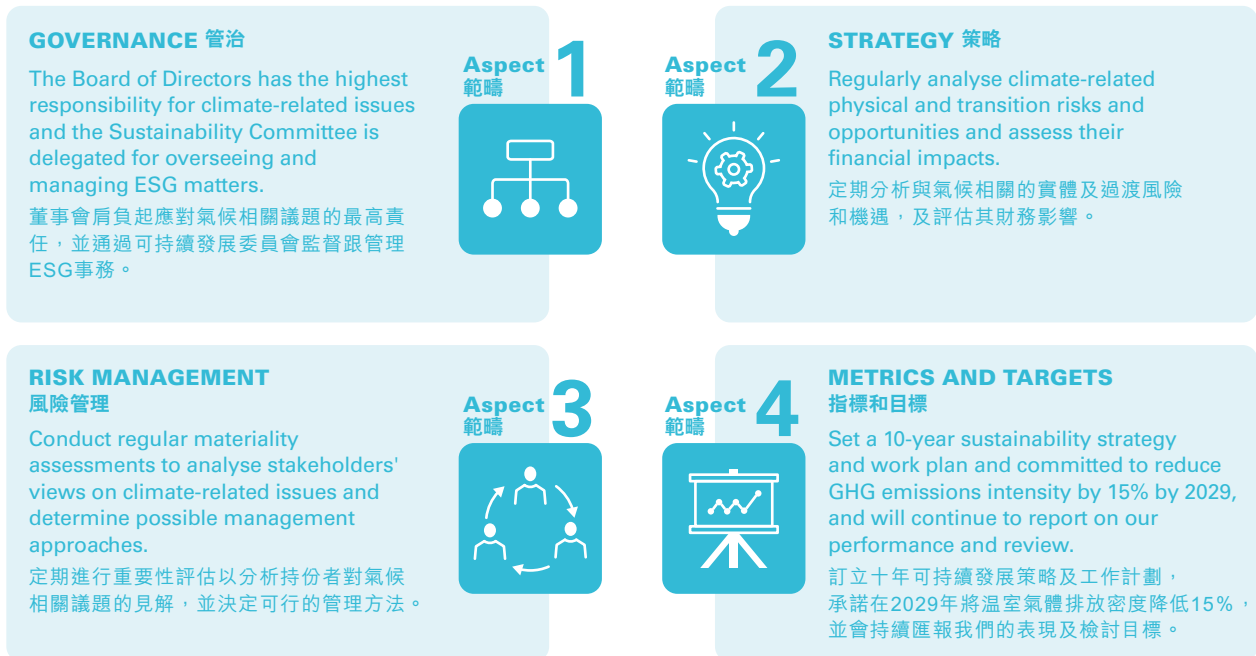 GOVERNANCE 管治
The Board of Directors has the highest
responsibility for climate-related issues
and the Sustainability Committee is
delegated for overseeing and
managing ESG matters.
董事會肩負起應對氣候相關議題的最高責
任，並通過可持續發展委員會監督跟管理
ESG事務。
Aspect 1
範疇
Aspect 2
範疇
STRATEGY 策略
Regularly analyse climate-related
physical and transition risks and
opportunities and assess their
financial impacts.
定期分析與氣候相關的實體及過渡風險
和機遇，及評估其財務影響。
RISK MANAGEMENT
風險管理
Conduct regular materiality
assessments to analyse stakeholders'
views on climate-related issues and
determine possible management
approaches.
定期進行重要性評估以分析持份者對氣候
相關議題的見解，並決定可行的管理方法。
Aspect 3
範疇
Aspect 4
範疇
METRICS AND TARGETS
指標和目標
Set a 10-year sustainability strategy
and work plan and committed to reduce
GHG emissions intensity by 15% by 2029,
and will continue to report on our
performance and review.
訂立十年可持續發展策略及工作計劃，
承諾在2029年將温室氣體排放密度降低15%，
並會持續匯報我們的表現及檢討目標。